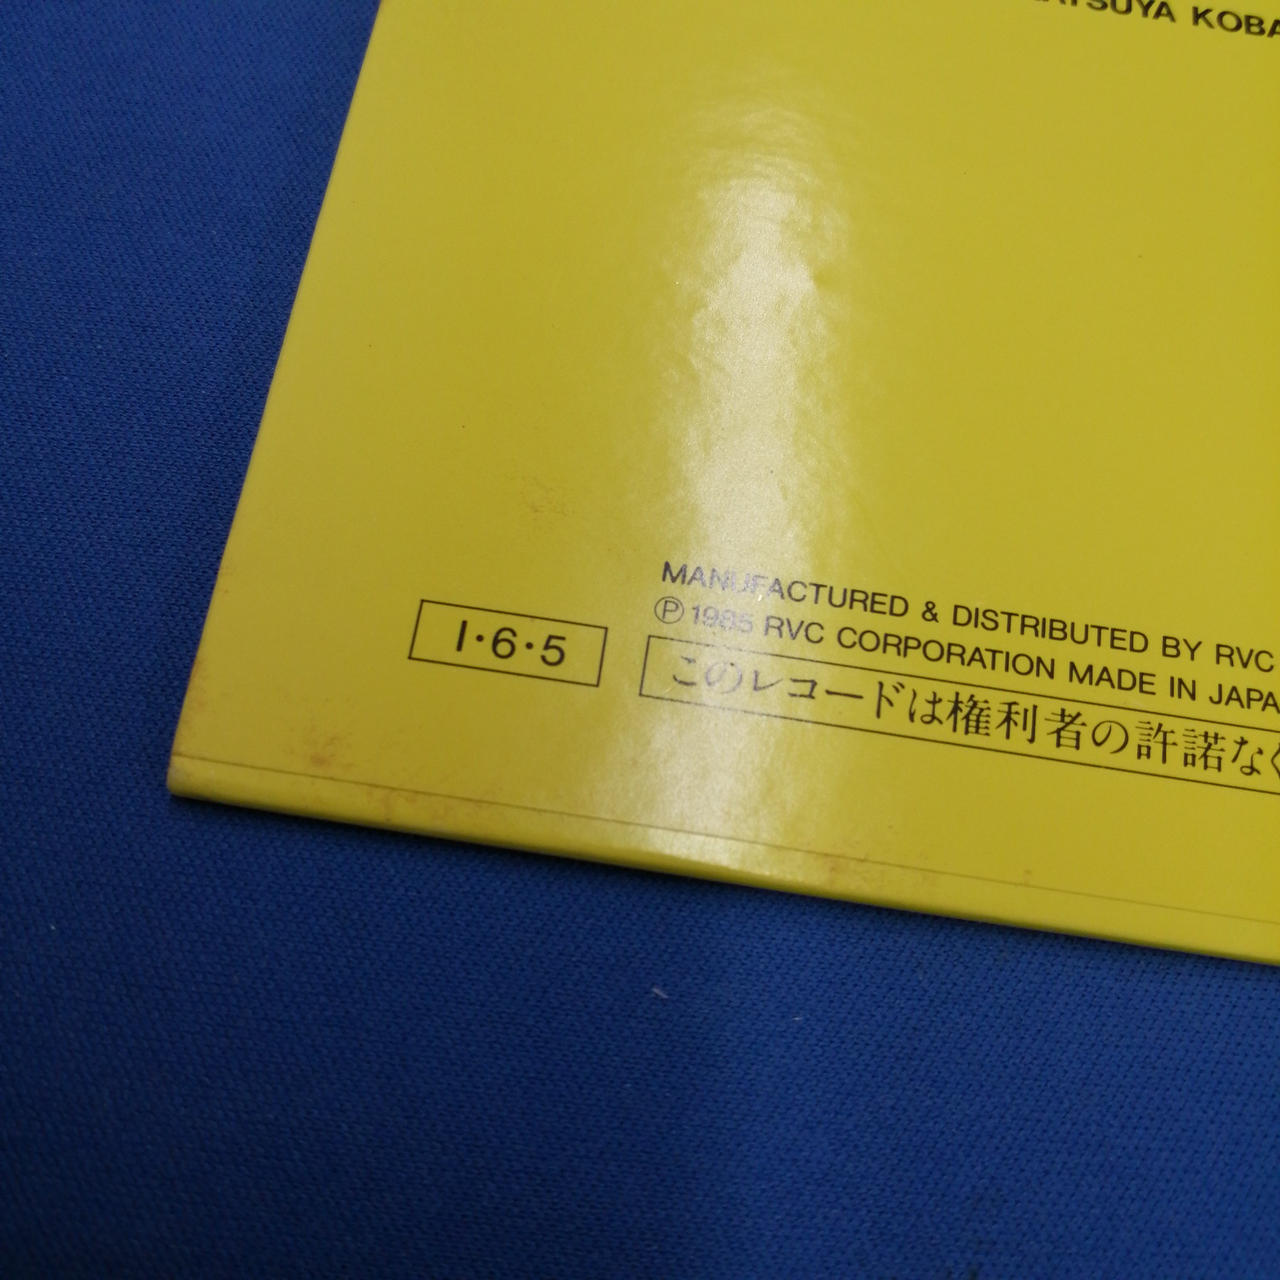 KOBA
MANUFACTURED & DISTRIBUTED BY RVC
Ⓟ 1985 RVC CORPORATION MADE IN JAPA
I・6・5
このレコードは権利者の許諾なく